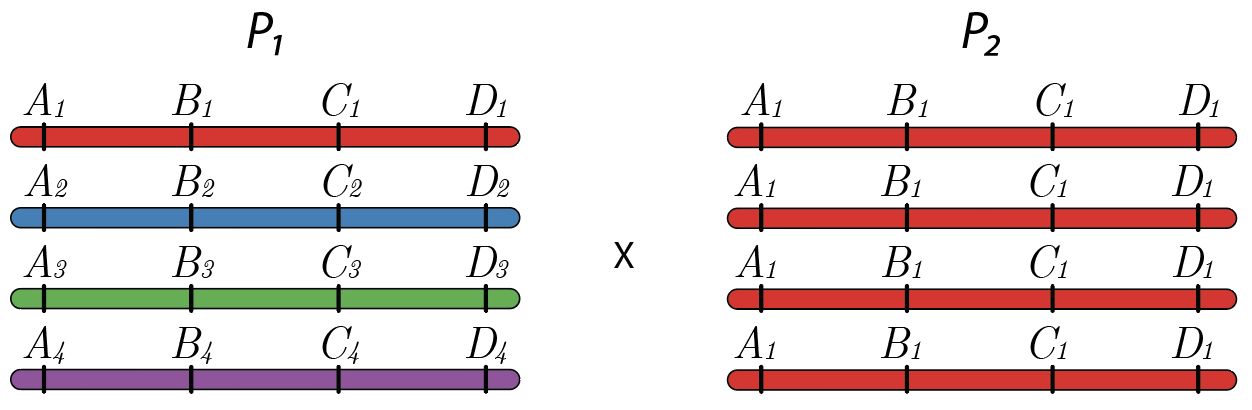 P1 P2
A1 B1 C1 D1 A1 B1 C1 D1
A2 B2 C2 D2 A1 B1 C1 D1
X
A3 B3 C3 D3 A1 B1 C1 D1
A4 B4 C4 D4 A1 B1 C1 D1